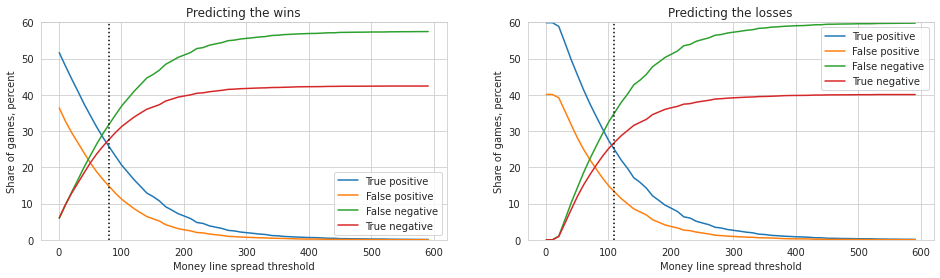 Predicting the wins
Share of games, percent
60
50
40
30
20
10
0
0 100 200 300 400 500 600
Money line spread threshold
True positive
False positive
False negative
True negative
Predicting the losses
Share of games, percent
60
50
40
30
20
10
0
0 100 200 300 400 500 600
Money line spread threshold
True positive
False positive
False negative
True negative